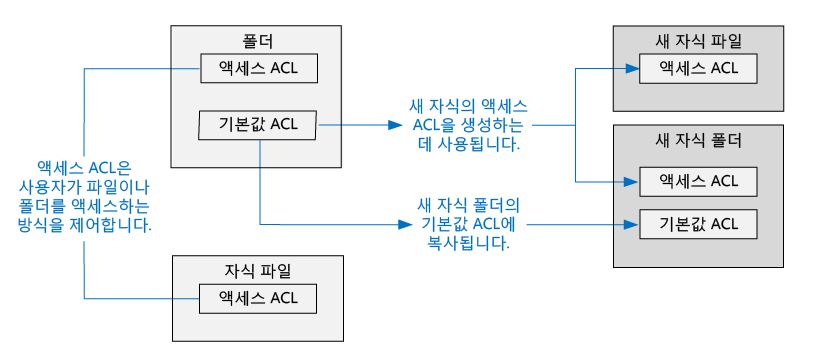 폴더
액세스 ACL
기본값 ACL
액세스 ACL은
사용자가 파일이나
폴더를 액세스하는
방식을 제어합니다.
자식 파일
액세스 ACL
새 자식의 액세스
ACL을 생성하는
데 사용됩니다.
새 자식 폴더의
기본값 ACL에
복사됩니다.
새 자식 파일
액세스 ACL
새 자식 폴더
액세스 ACL
기본값 ACL